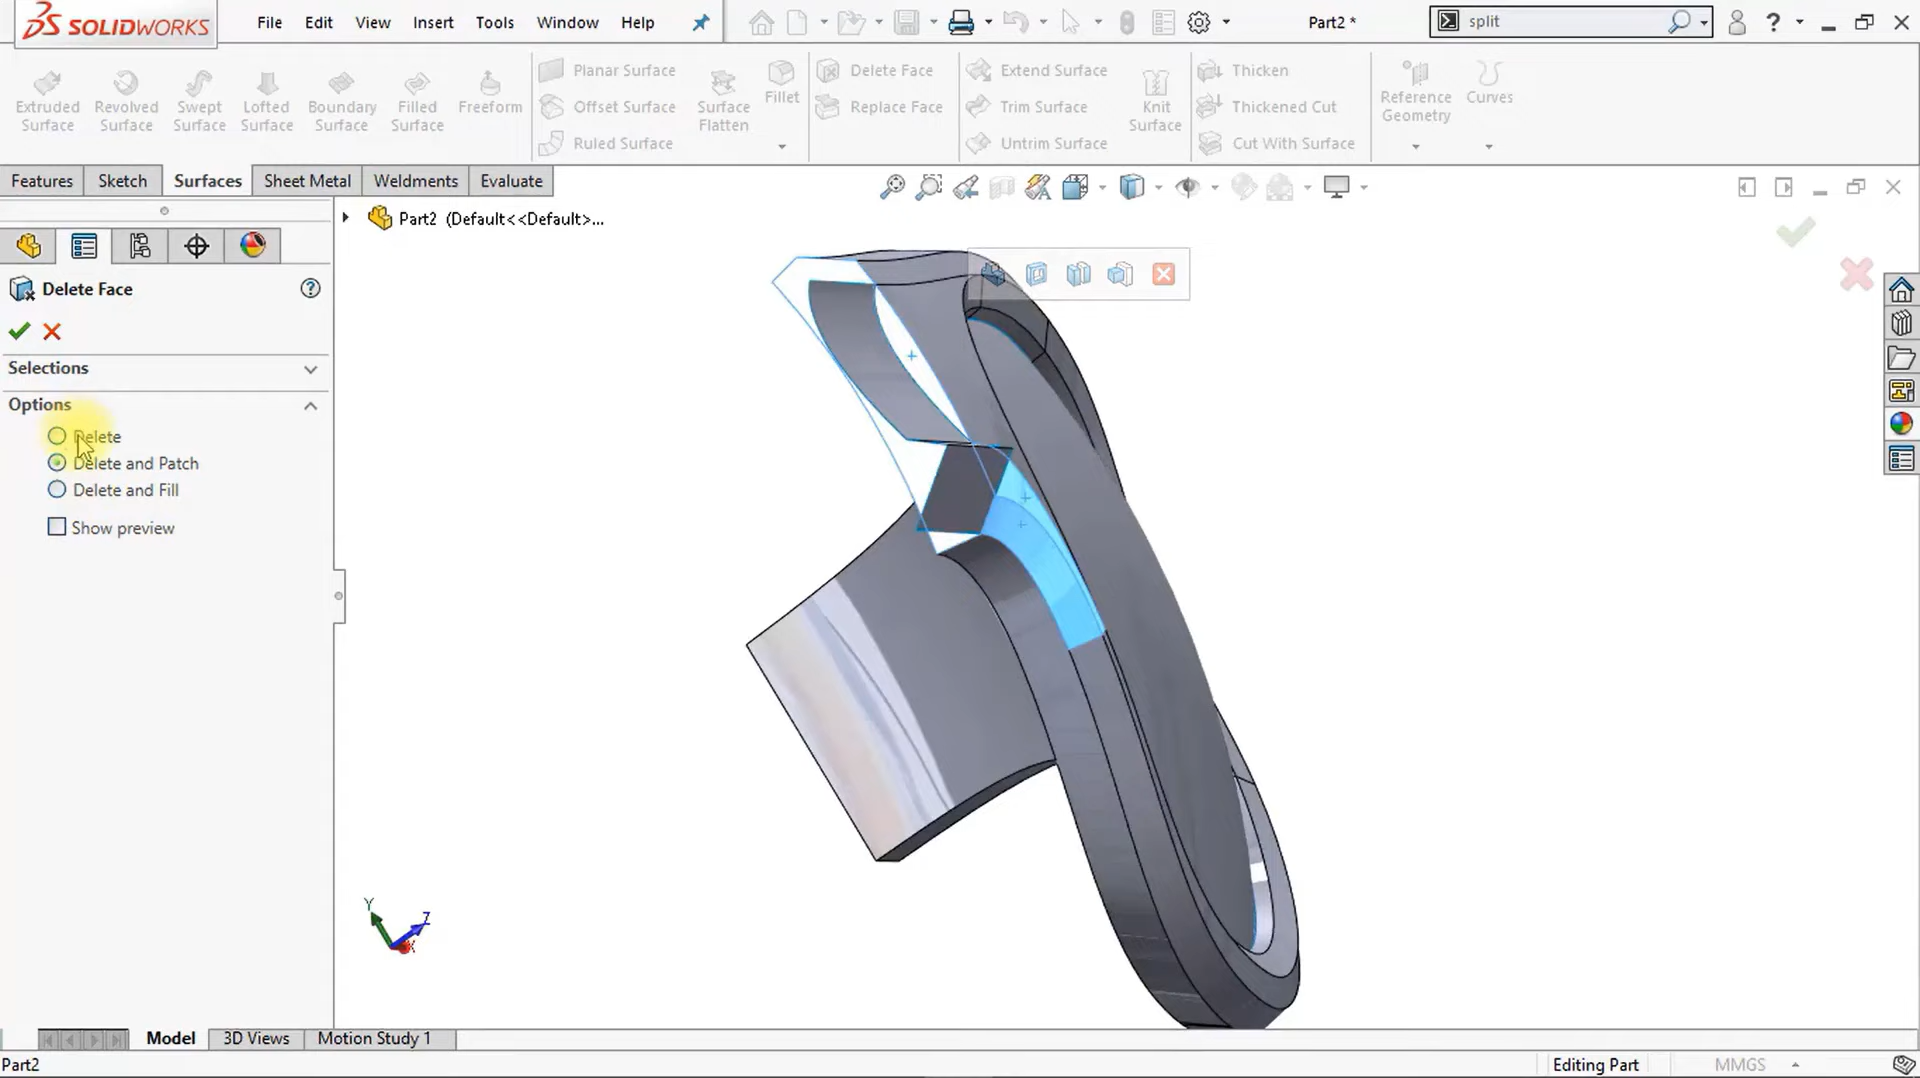 SOLIDWORKS
File Edit View Insert Tools Window Help
Part2 *
split
Extruded Surface
Revolved Surface
Swept Surface
Lofted Surface
Boundary Surface
Filled Surface
Freeform
Planar Surface
Offset Surface
Ruled Surface
Surface Flatten
Fillet
Delete Face
Replace Face
Extend Surface
Trim Surface
Untrim Surface
Knit Surface
Thicken
Thickened Cut
Cut With Surface
Reference Geometry
Curves
Features Sketch Surfaces Sheet Metal Weldments Evaluate
Part2 (Default<<Default>...
Delete Face
Selections
Options
Delete
Delete and Patch
Delete and Fill
Show preview
Y
Z
X
Model 3D Views Motion Study 1
Part2
Editing Part
MMGS